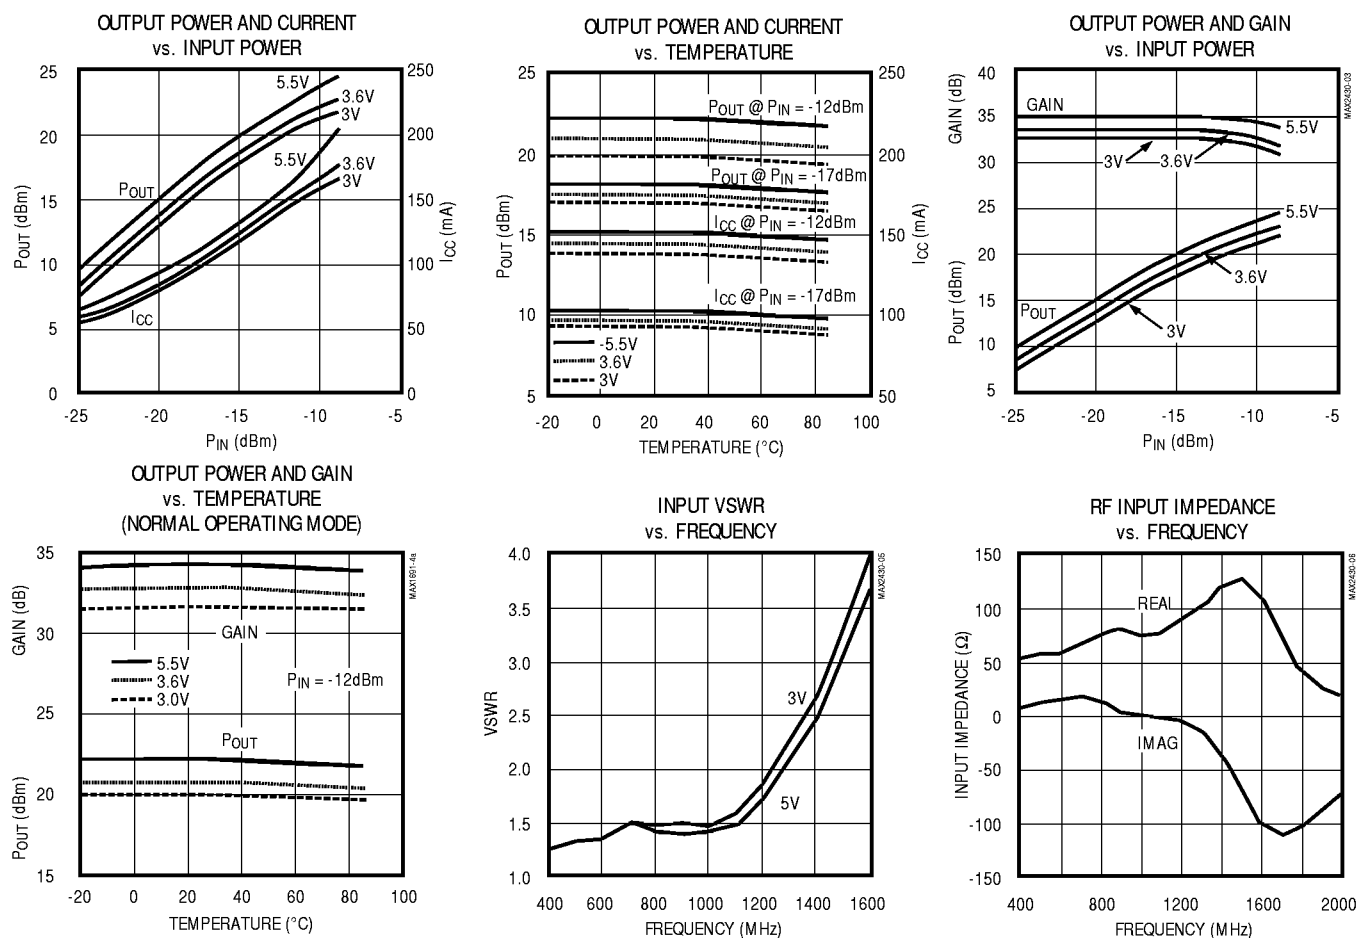 OUTPUT POWER AND CURRENT
vs. INPUT POWER
25
20
15
10
5
0
POUT (dBm)
250
200
150
100
50
0
ICC (mA)
5.5V
3.6V
3V
5.5V
3.6V
3V
POUT
ICC
-25
-20
-15
-10
-5
PIN (dBm)
OUTPUT POWER AND CURRENT
vs. TEMPERATURE
25
20
15
10
5
POUT (dBm)
250
200
150
100
50
ICC (mA)
POUT @ PIN = -12dBm
POUT @ PIN = -17dBm
ICC @ PIN = -12dBm
ICC @ PIN = -17dBm
-5.5V
3.6V
3V
-20
0
20
40
60
80
100
TEMPERATURE (°C)
OUTPUT POWER AND GAIN
vs. INPUT POWER
MAX2430-03
40
35
30
25
20
15
10
5
GAIN (dB)
POUT (dBm)
GAIN
5.5V
3V
3.6V
5.5V
3.6V
POUT
3V
-25
-20
-15
-10
-5
PIN (dBm)
OUTPUT POWER AND GAIN
vs. TEMPERATURE
(NORMAL OPERATING MODE)
MAX1691-4a
35
30
25
20
15
GAIN (dB)
POUT (dBm)
GAIN
5.5V
3.6V
3.0V
PIN = -12dBm
POUT
-20
0
20
40
60
80
100
TEMPERATURE (°C)
INPUT VSWR
vs. FREQUENCY
MAX2430-05
4.0
3.5
3.0
2.5
2.0
1.5
1.0
VSWR
3V
5V
400
600
800
1000
1200
1400
1600
FREQUENCY (MHz)
RF INPUT IMPEDANCE
vs. FREQUENCY
MAX2430-06
150
100
50
0
-50
-100
-150
INPUT IMPEDANCE (Ω)
REAL
IMAG
400
800
1200
1600
2000
FREQUENCY (MHz)